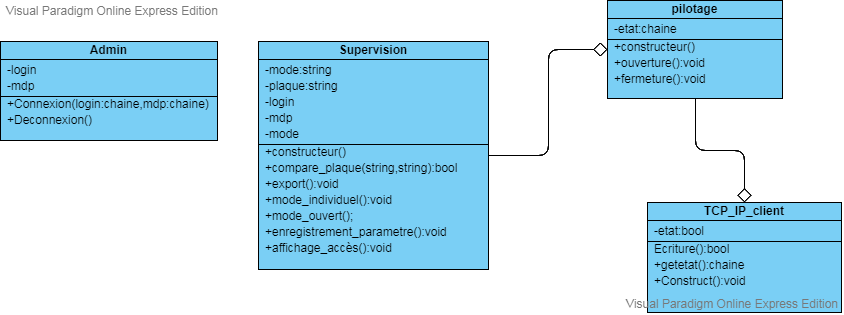 Visual Paradigm Online Express Edition
Admin
-login
-mdp
+Connexion(login:chaine,mdp:chaine)
+Deconnexion()
Supervision
-mode:string
-plaque:string
-login
-mdp
-mode
+constructeur()
+compare_plaque(string,string):bool
+export():void
+mode_individuel():void
+mode_ouvert();
+enregistrement_parametre():void
+affichage_accès():void
pilotage
-etat:chaine
+constructeur()
+ouverture():void
+fermeture():void
TCP_IP_client
-etat:bool
Ecriture():bool
+getetat():chaine
+Construct():void
Visual Paradigm Online Express Edition